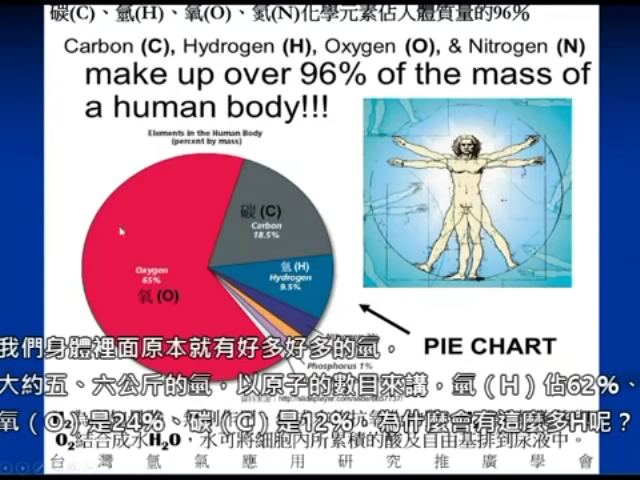 碳(C)、氫(H)、氧(O)、氮(N)化學元素佔人體質量的96%
Carbon (C), Hydrogen (H), Oxygen (O), & Nitrogen (N)
make up over 96% of the mass of
a human body!!!
Elements in the Human Body
(percent by mass)
碳 (C)
Carbon
18.5%
氫 (H)
Hydrogen
9.5%
Oxygen
65%
氧 (O)
Phosphorus 1%
PIE CHART
我們身體裡面原本就有好多好多的氫，
大約五、六公斤的氫，以原子的數目來講，氫（H）佔62%、
氧（O）是24%、碳（C）是12%，為什麼會有這麼多H呢？
O₂結合成水H₂O，水可將細胞內所累積的酸及自由基排到尿液中。
台灣氫氧應用研究推廣學會